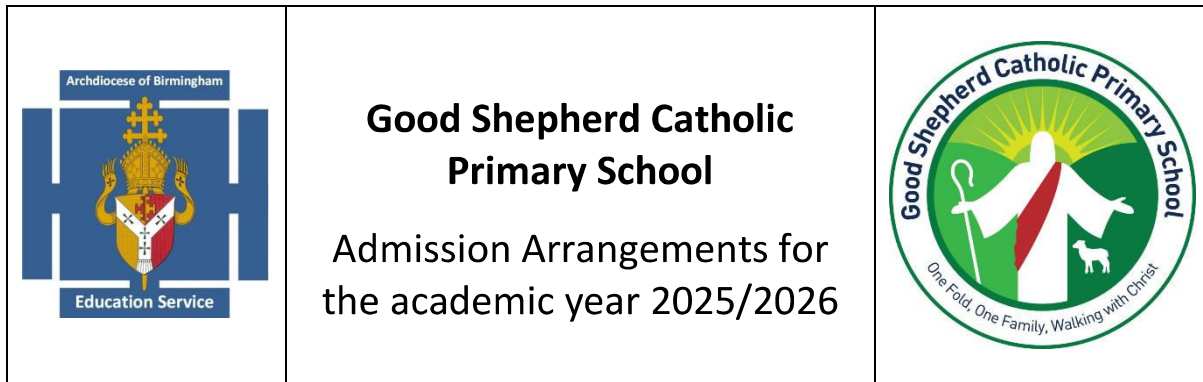 Archdiocese of Birmingham
Education Service
Good Shepherd Catholic
Primary School
Admission Arrangements for
the academic year 2025/2026
Good Shepherd Catholic Primary School
One Fold, One Family, Walking with Christ